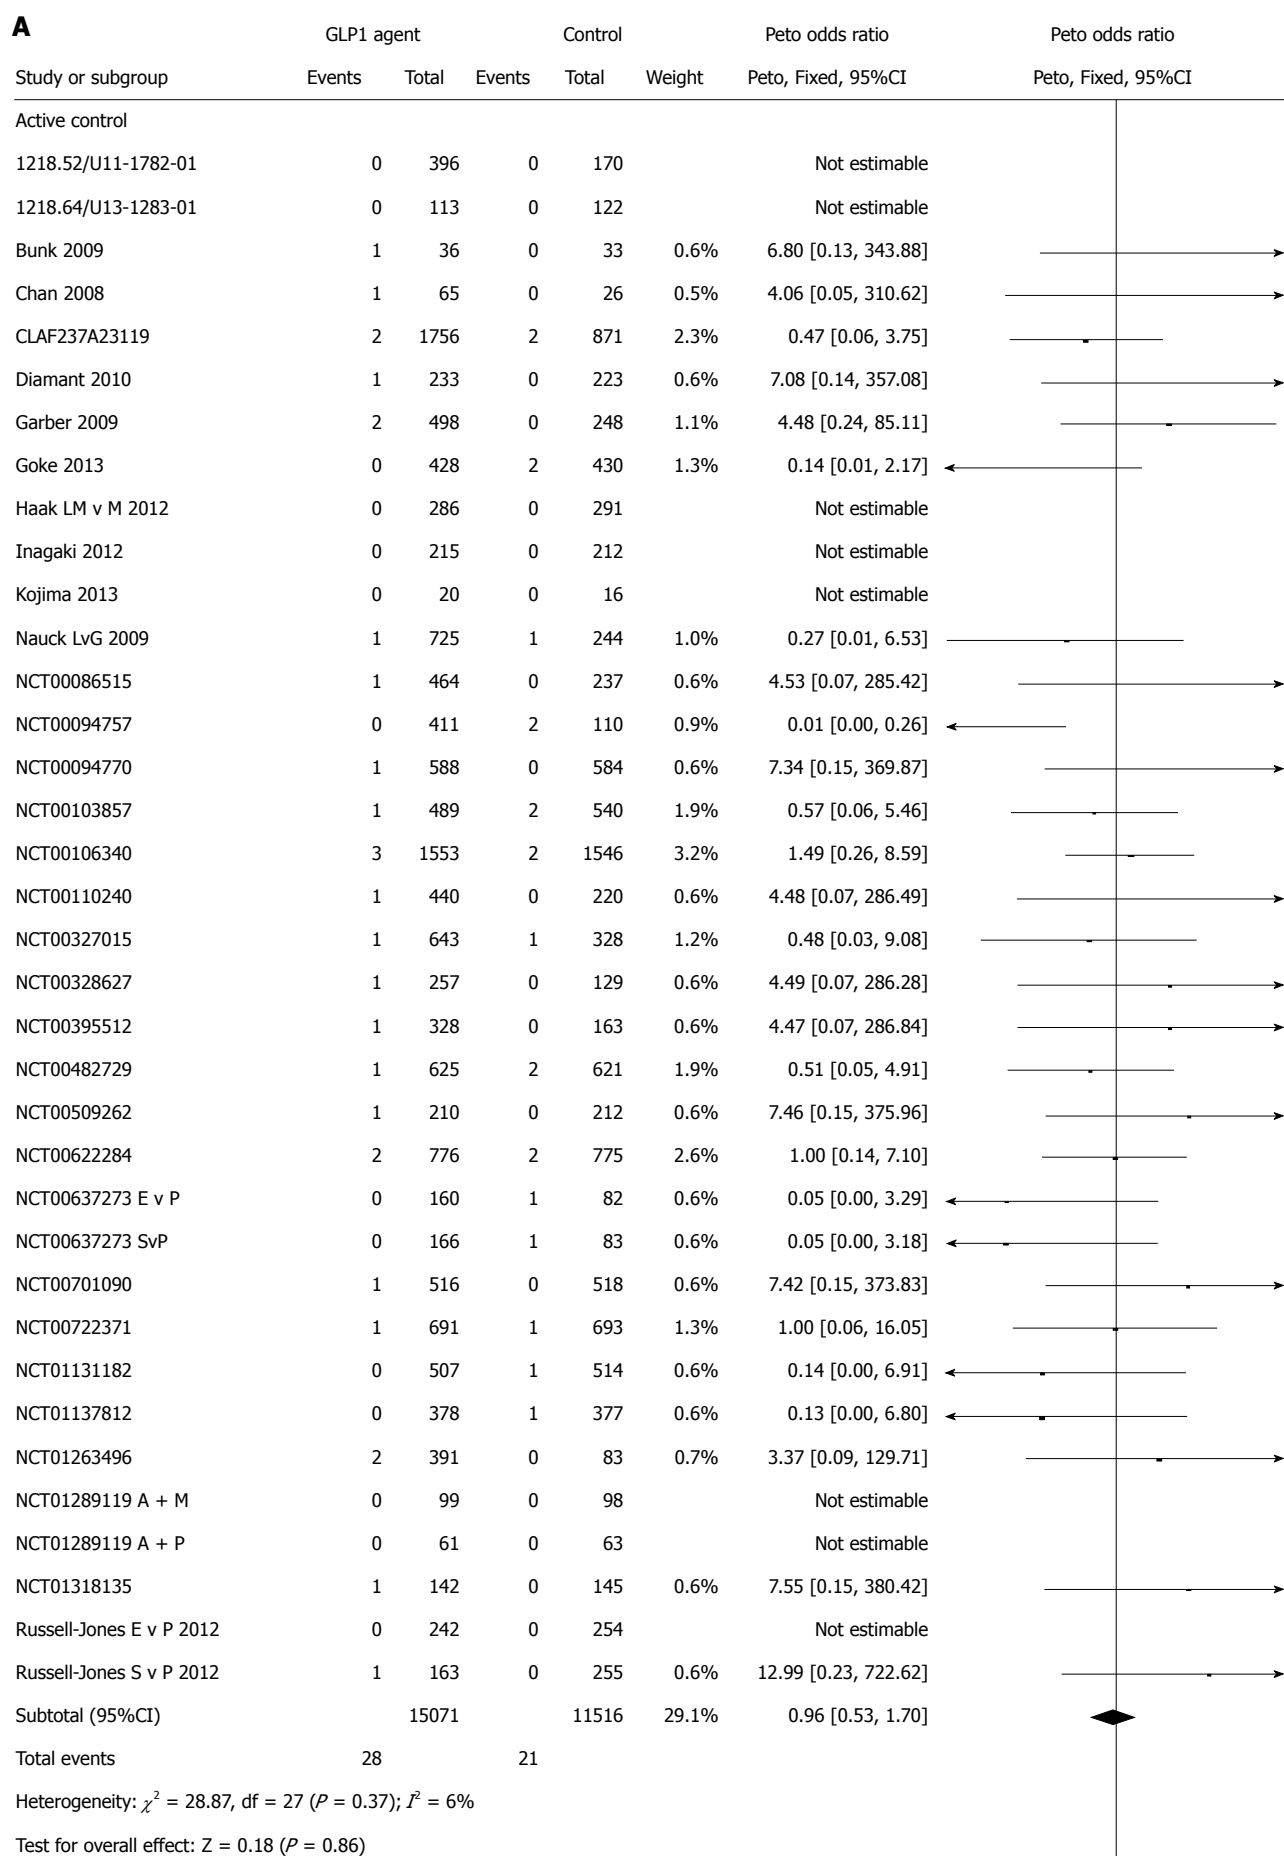 A
GLP1 agent Control Peto odds ratio Peto odds ratio
Study or subgroup Events Total Events Total Weight Peto, Fixed, 95%CI Peto, Fixed, 95%CI
Active control
1218.52/U11-1782-01 0 396 0 170 Not estimable
1218.64/U13-1283-01 0 113 0 122 Not estimable
Bunk 2009 1 36 0 33 0.6% 6.80 [0.13, 343.88]
Chan 2008 1 65 0 26 0.5% 4.06 [0.05, 310.62]
CLAF237A23119 2 1756 2 871 2.3% 0.47 [0.06, 3.75]
Diamant 2010 1 233 0 223 0.6% 7.08 [0.14, 357.08]
Garber 2009 2 498 0 248 1.1% 4.48 [0.24, 85.11]
Goke 2013 0 428 2 430 1.3% 0.14 [0.01, 2.17]
Haak LM v M 2012 0 286 0 291 Not estimable
Inagaki 2012 0 215 0 212 Not estimable
Kojima 2013 0 20 0 16 Not estimable
Nauck LvG 2009 1 725 1 244 1.0% 0.27 [0.01, 6.53]
NCT00086515 1 464 0 237 0.6% 4.53 [0.07, 285.42]
NCT00094757 0 411 2 110 0.9% 0.01 [0.00, 0.26]
NCT00094770 1 588 0 584 0.6% 7.34 [0.15, 369.87]
NCT00103857 1 489 2 540 1.9% 0.57 [0.06, 5.46]
NCT00106340 3 1553 2 1546 3.2% 1.49 [0.26, 8.59]
NCT00110240 1 440 0 220 0.6% 4.48 [0.07, 286.49]
NCT00327015 1 643 1 328 1.2% 0.48 [0.03, 9.08]
NCT00328627 1 257 0 129 0.6% 4.49 [0.07, 286.28]
NCT00395512 1 328 0 163 0.6% 4.47 [0.07, 286.84]
NCT00482729 1 625 2 621 1.9% 0.51 [0.05, 4.91]
NCT00509262 1 210 0 212 0.6% 7.46 [0.15, 375.96]
NCT00622284 2 776 2 775 2.6% 1.00 [0.14, 7.10]
NCT00637273 E v P 0 160 1 82 0.6% 0.05 [0.00, 3.29]
NCT00637273 SvP 0 166 1 83 0.6% 0.05 [0.00, 3.18]
NCT00701090 1 516 0 518 0.6% 7.42 [0.15, 373.83]
NCT00722371 1 691 1 693 1.3% 1.00 [0.06, 16.05]
NCT01131182 0 507 1 514 0.6% 0.14 [0.00, 6.91]
NCT01137812 0 378 1 377 0.6% 0.13 [0.00, 6.80]
NCT01263496 2 391 0 83 0.7% 3.37 [0.09, 129.71]
NCT01289119 A + M 0 99 0 98 Not estimable
NCT01289119 A + P 0 61 0 63 Not estimable
NCT01318135 1 142 0 145 0.6% 7.55 [0.15, 380.42]
Russell-Jones E v P 2012 0 242 0 254 Not estimable
Russell-Jones S v P 2012 1 163 0 255 0.6% 12.99 [0.23, 722.62]
Subtotal (95%CI) 15071 11516 29.1% 0.96 [0.53, 1.70]
Total events 28 21
Heterogeneity: χ² = 28.87, df = 27 (P = 0.37); I² = 6%
Test for overall effect: Z = 0.18 (P = 0.86)